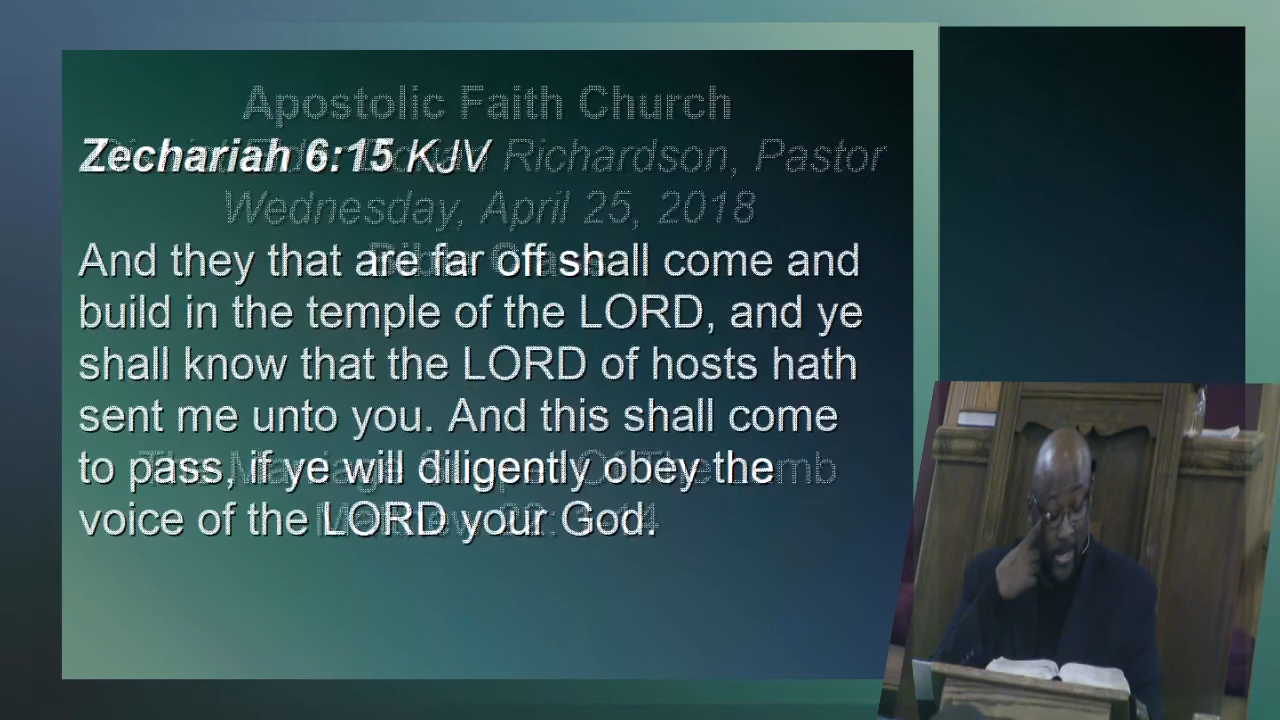 Apostolic Faith Church
Zechariah 6:15 KJV
Richardson, Pastor
Wednesday, April 25, 2018
And they that are far off shall come and
build in the temple of the LORD, and ye
shall know that the LORD of hosts hath
sent me unto you. And this shall come
to pass, if ye will diligently obey the
voice of the LORD your God.